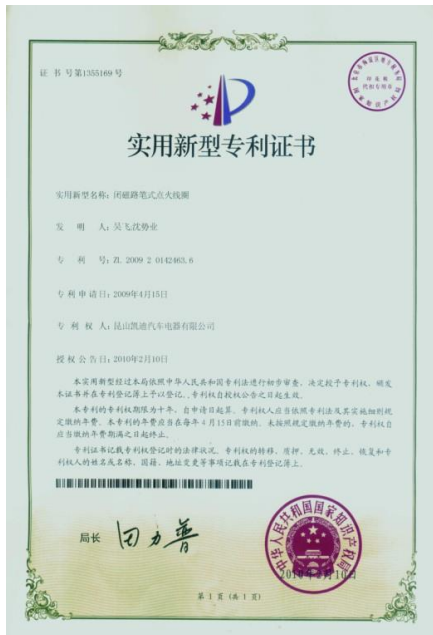 证 书 号第1355169号
实用新型专利证书
实用新型名称：闭磁路笔式点火线圈
发 明 人：吴飞;沈势业
专 利 号：ZL 2009 2 0142463.6
专利申请日：2009年4月15日
专 利 权 人：昆山凯迪汽车电器有限公司
授权公告日：2010年2月10日
本实用新型经过本局依照中华人民共和国专利法进行初步审查，决定授予专利权，颁发
本证书并在专利登记簿上予以登记。专利权自授权公告之日起生效。
本专利的专利权期限为十年，自申请日起算。专利权人应当依照专利法及其实施细则规
定缴纳年费。本专利的年费应当在每年4月15日前缴纳。未按照规定缴纳年费的，专利权自
应当缴纳年费期满之日起终止。
专利证书记载专利权登记时的法律状况。专利权的转移、质押、无效、终止、恢复和专
利权人的姓名或名称、国籍、地址变更等事项记载在专利登记簿上。
局长 田力普
中华人民共和国国家知识产权局
2010年2月10日
第 1 页 (共 1 页)